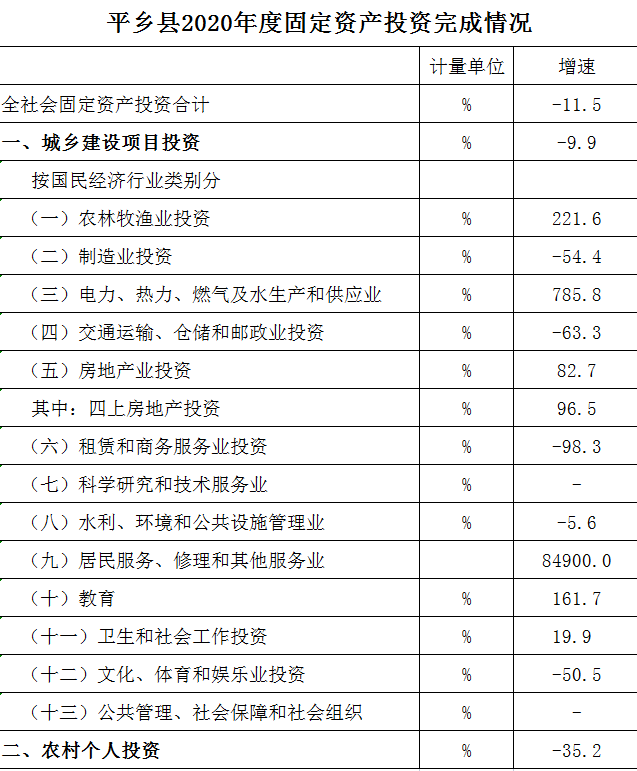 平乡县2020年度固定资产投资完成情况
计量单位 增速
全社会固定资产投资合计 % -11.5
一、城乡建设项目投资 % -9.9
按国民经济行业类别分
（一）农林牧渔业投资 % 221.6
（二）制造业投资 % -54.4
（三）电力、热力、燃气及水生产和供应业 % 785.8
（四）交通运输、仓储和邮政业投资 % -63.3
（五）房地产业投资 % 82.7
其中：四上房地产投资 % 96.5
（六）租赁和商务服务业投资 % -98.3
（七）科学研究和技术服务业 % -
（八）水利、环境和公共设施管理业 % -5.6
（九）居民服务、修理和其他服务业 84900.0
（十）教育 % 161.7
（十一）卫生和社会工作投资 % 19.9
（十二）文化、体育和娱乐业投资 % -50.5
（十三）公共管理、社会保障和社会组织 % -
二、农村个人投资 % -35.2